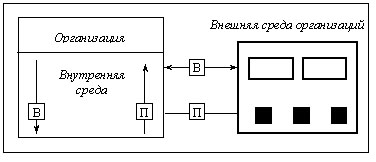 Внешняя среда организаций
Организация
Внутренняя
среда
В
В
П
П